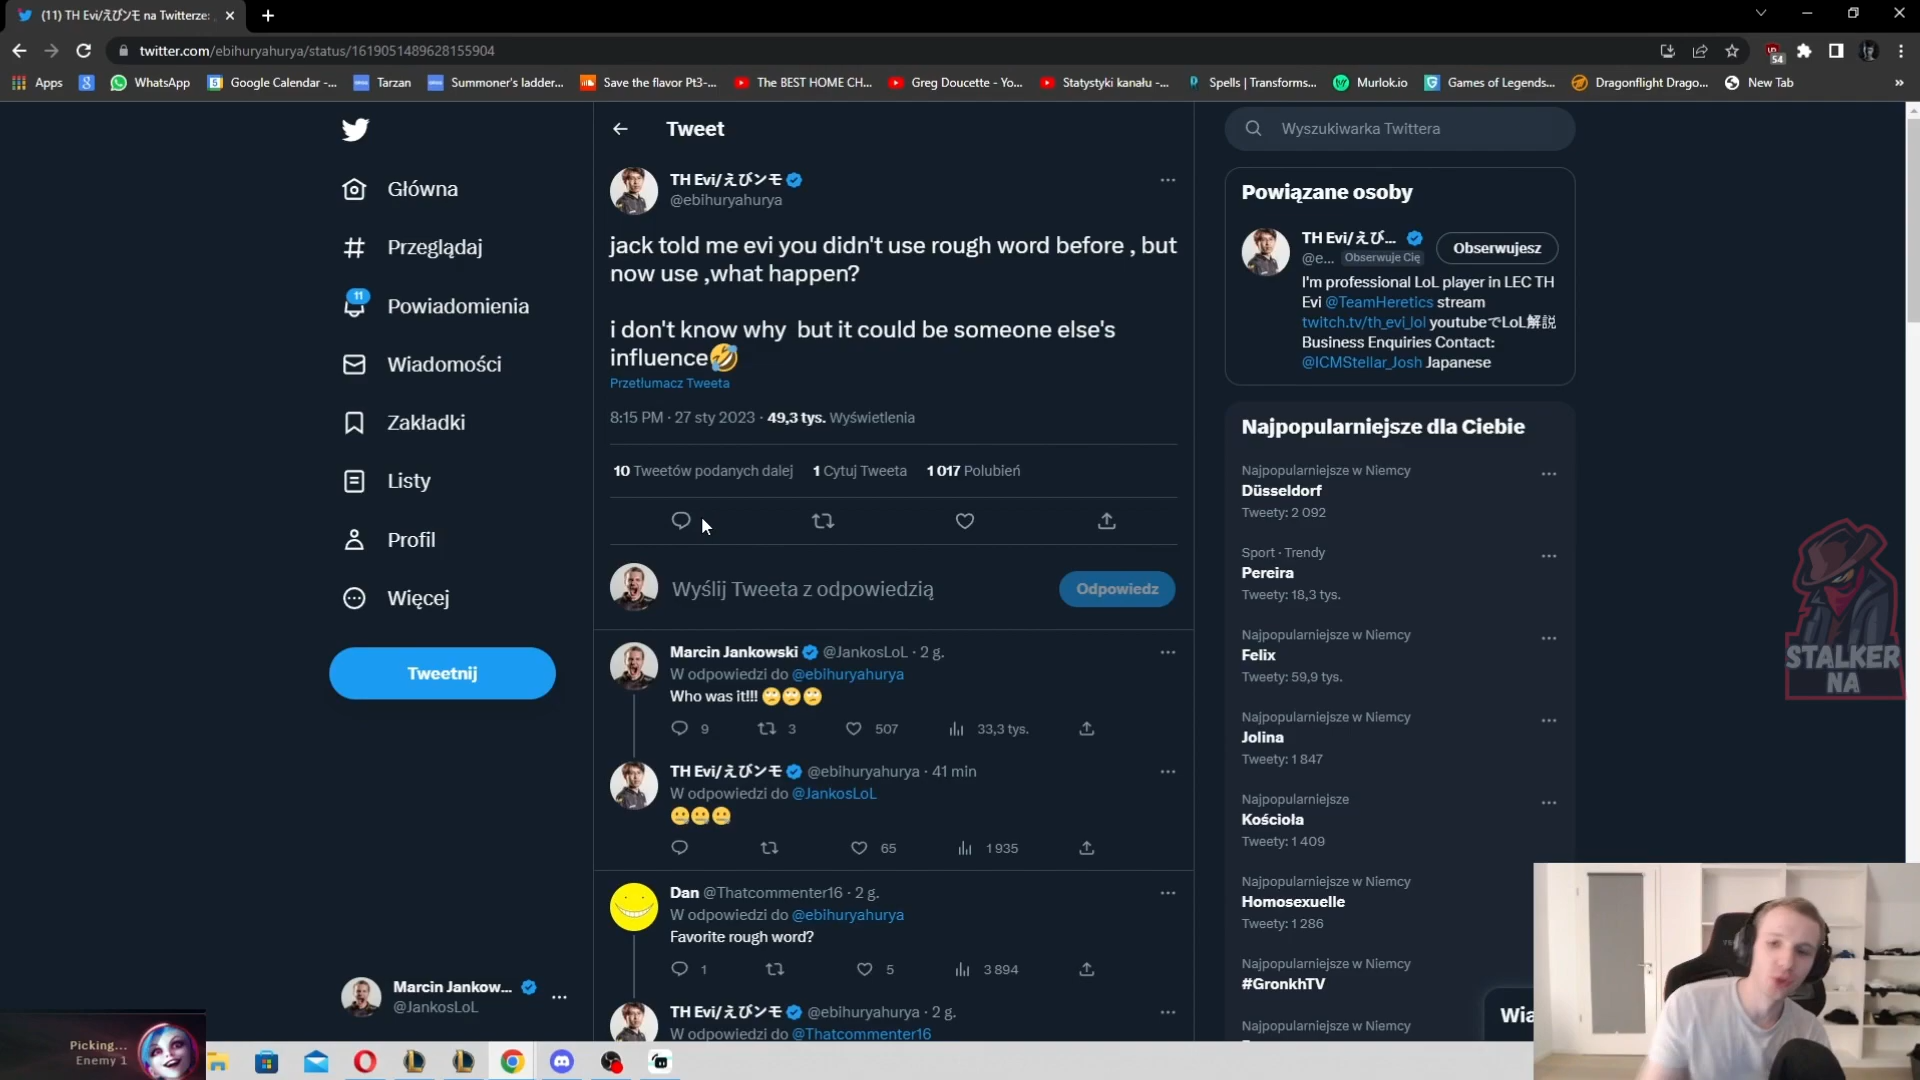 (11) TH Evi/えびンモ na Twitterze:
twitter.com/ebihuryahurya/status/1619051489628155904
54
Apps
WhatsApp
Google Calendar -...
Tarzan
Summoner's ladder...
Save the flavor Pt3-...
The BEST HOME CH...
Greg Doucette - Yo...
Statystyki kanału -...
Spells | Transforms...
Murlok.io
Games of Legends...
Dragonflight Drago...
New Tab
»
Główna
Przeglądaj
11
Powiadomienia
Wiadomości
Zakładki
Listy
Profil
Więcej
Tweetnij
Marcin Jankow...
@JankosLoL
Tweet
TH Evi/えびンモ
@ebihuryahurya
jack told me evi you didn't use rough word before , but
now use ,what happen?
i don't know why but it could be someone else's
influence🤣
Przetłumacz Tweeta
8:15 PM · 27 sty 2023 · 49,3 tys. Wyświetlenia
10 Tweetów podanych dalej 1 Cytuj Tweeta 1 017 Polubień
Wyślij Tweeta z odpowiedzią
Odpowiedz
Marcin Jankowski @JankosLoL · 2 g.
W odpowiedzi do @ebihuryahurya
Who was it!!! 🙄🙄🙄
9 3 507 33,3 tys.
TH Evi/えびンモ @ebihuryahurya · 41 min
W odpowiedzi do @JankosLoL
🤐🤐🤐
65 1 935
Dan @Thatcommenter16 · 2 g.
W odpowiedzi do @ebihuryahurya
Favorite rough word?
1 5 3 894
TH Evi/えびンモ @ebihuryahurya · 2 g.
W odpowiedzi do @Thatcommenter16
Wyszukiwarka Twittera
Powiązane osoby
TH Evi/えび...
@e... Obserwuje Cię
Obserwujesz
I'm professional LoL player in LEC TH
Evi @TeamHeretics stream
twitch.tv/th_evi_lol youtubeでLoL解説
Business Enquiries Contact:
@ICMStellar_Josh Japanese
Najpopularniejsze dla Ciebie
Najpopularniejsze w Niemcy
Düsseldorf
Tweety: 2 092
Sport · Trendy
Pereira
Tweety: 18,3 tys.
Najpopularniejsze w Niemcy
Felix
Tweety: 59,9 tys.
Najpopularniejsze w Niemcy
Jolina
Tweety: 1 847
Najpopularniejsze
Kościoła
Tweety: 1 409
Najpopularniejsze w Niemcy
Homosexuelle
Tweety: 1 286
Najpopularniejsze w Niemcy
#GronkhTV
Najpopularniejsze w Niemcy
Wia
STALKER
NA
Picking...
Enemy 1